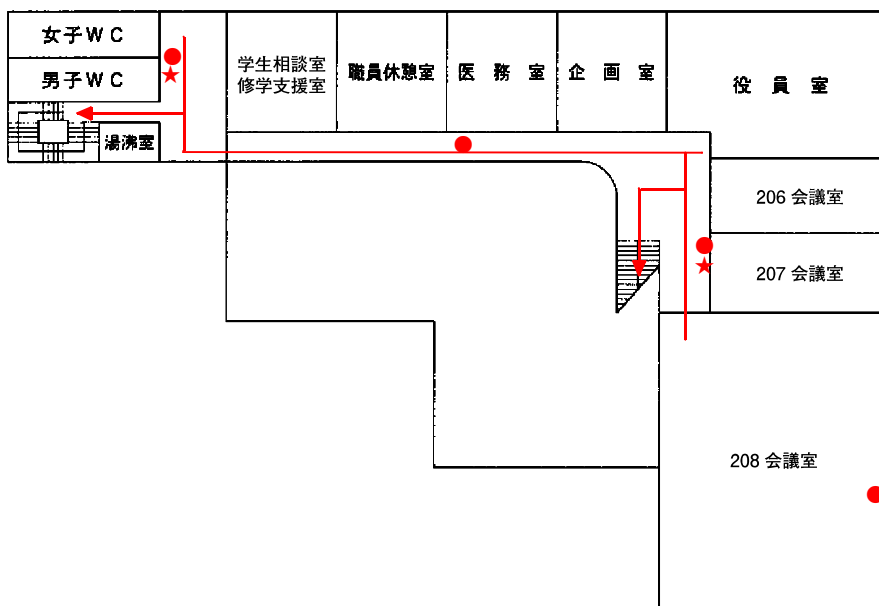 女子WC
男子WC
湯沸室
学生相談室
修学支援室
職員休憩室
医務室
企画室
役員室
206 会議室
207 会議室
208 会議室